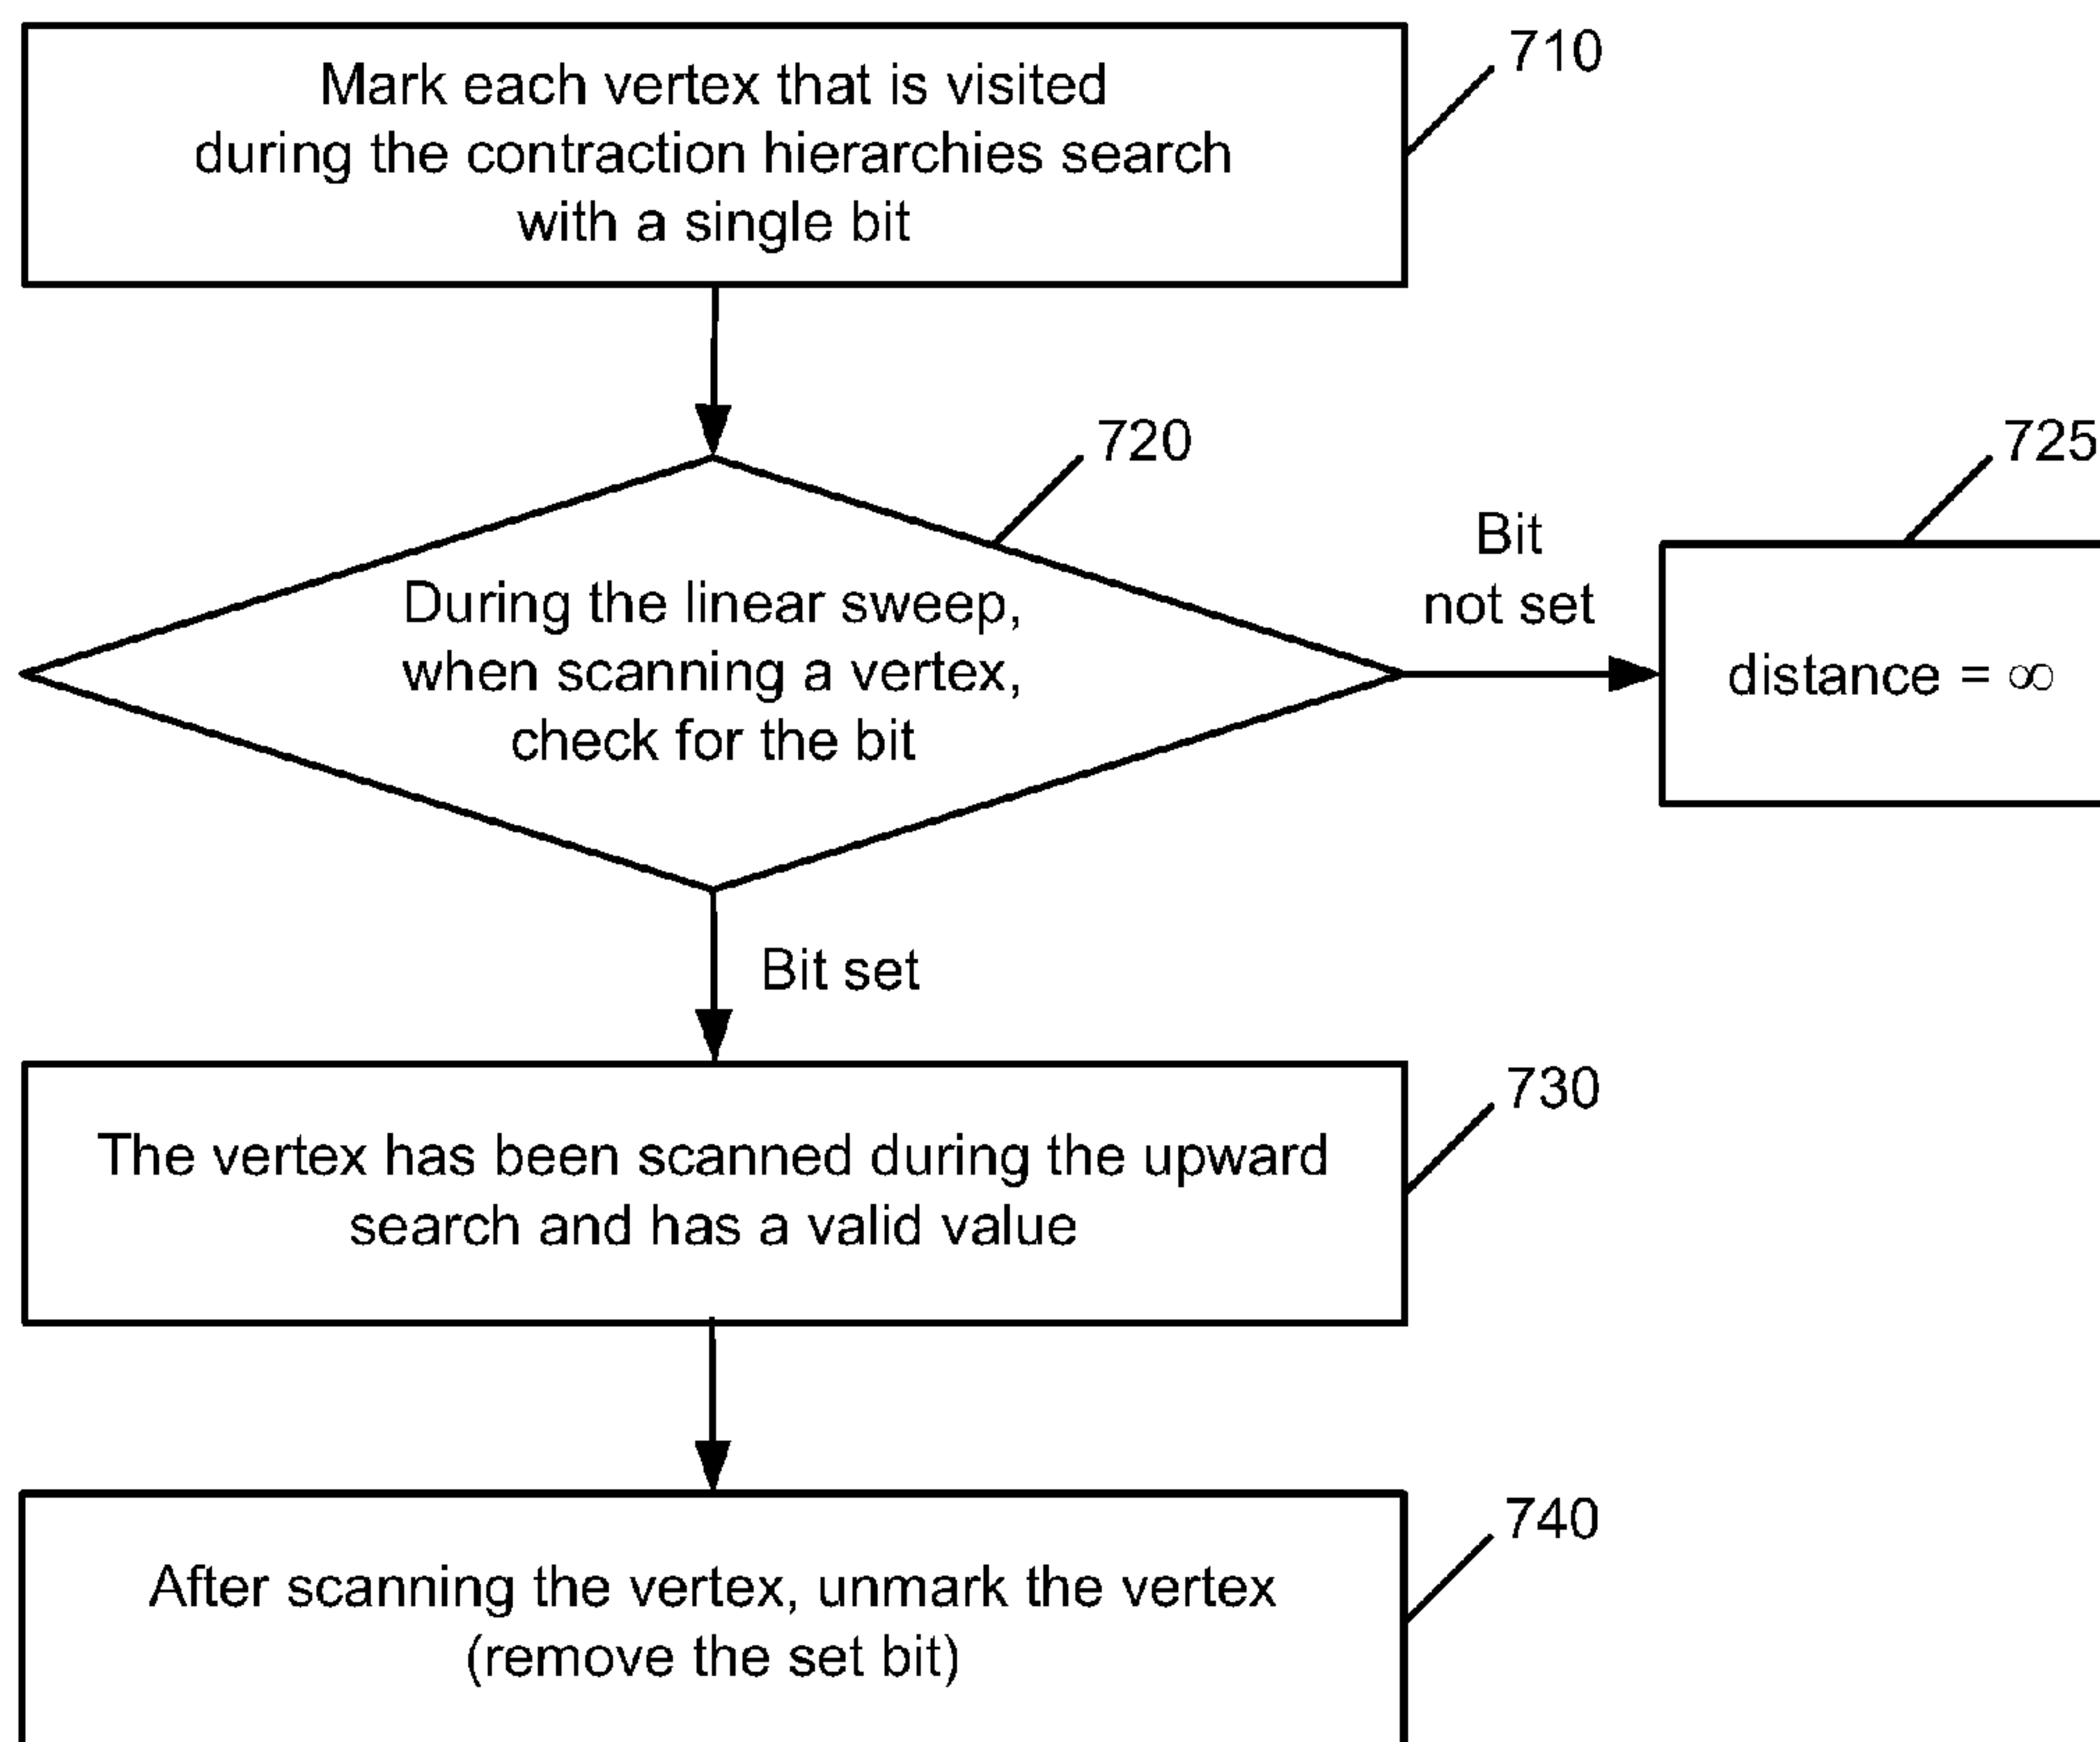 Mark each vertex that is visited
during the contraction hierarchies search
with a single bit
710
720
During the linear sweep,
when scanning a vertex,
check for the bit
Bit
not set
725
distance = ∞
Bit set
730
The vertex has been scanned during the upward
search and has a valid value
740
After scanning the vertex, unmark the vertex
(remove the set bit)